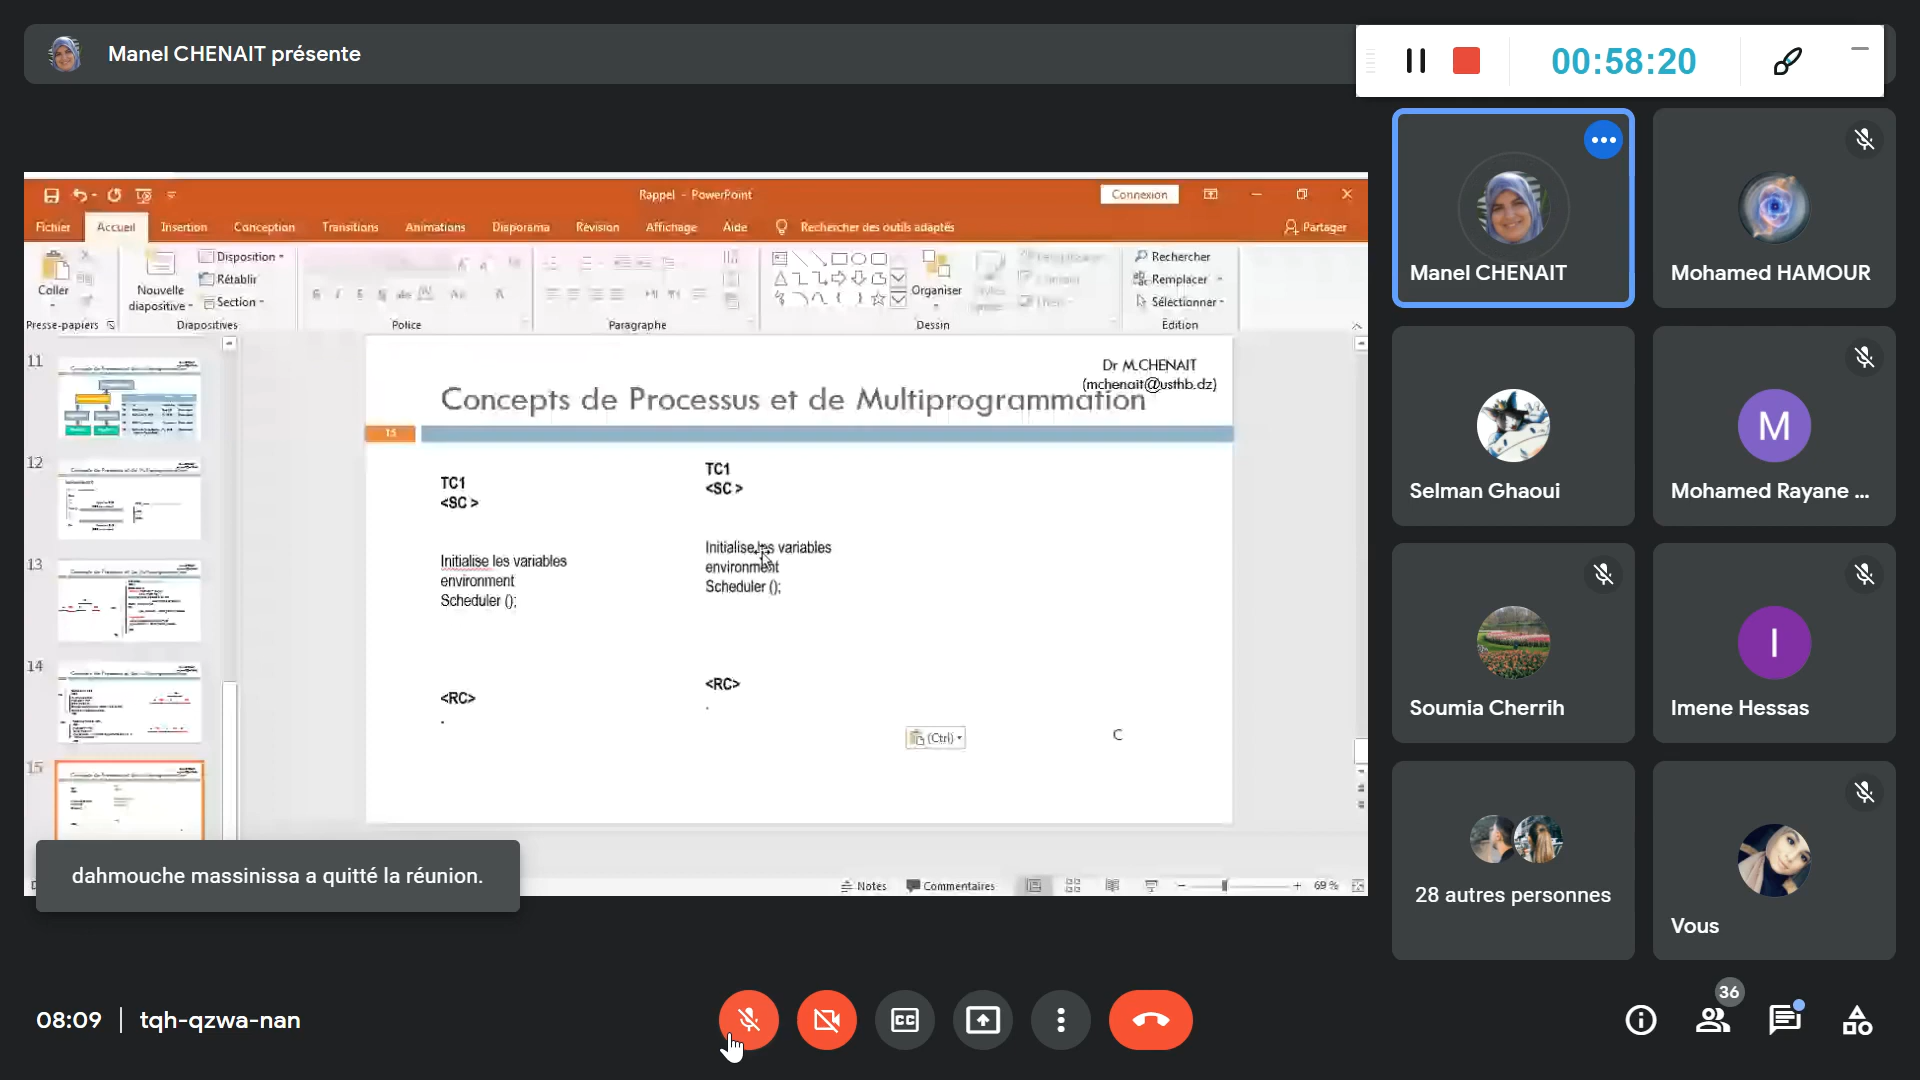 Manel CHENAIT présente
00:58:20
Rappel - PowerPoint
Connexion
Fichier
Accueil
Insertion
Conception
Transitions
Animations
Diaporama
Révision
Affichage
Aide
Rechercher des outils adaptés
Partager
Coller
Presse-papiers
Nouvelle
diapositive
Disposition
Rétablir
Section
Diapositives
Police
Paragraphe
Organiser
Dessin
Rechercher
Remplacer
Sélectionner
Édition
11
12
13
14
15
Dr M.CHENAIT
(mchenait@usthb.dz)
Concepts de Processus et de Multiprogrammation
15
TC1
<SC >
Initialise les variables
environment
Scheduler ();
<RC>
.
TC1
<SC >
Initialise les variables
environment
Scheduler ();
<RC>
.
(Ctrl)
C
Notes
Commentaires
69 %
dahmouche massinissa a quitté la réunion.
Manel CHENAIT
Mohamed HAMOUR
Selman Ghaoui
M
Mohamed Rayane ...
Soumia Cherrih
I
Imene Hessas
28 autres personnes
Vous
08:09
tqh-qzwa-nan
CC
36